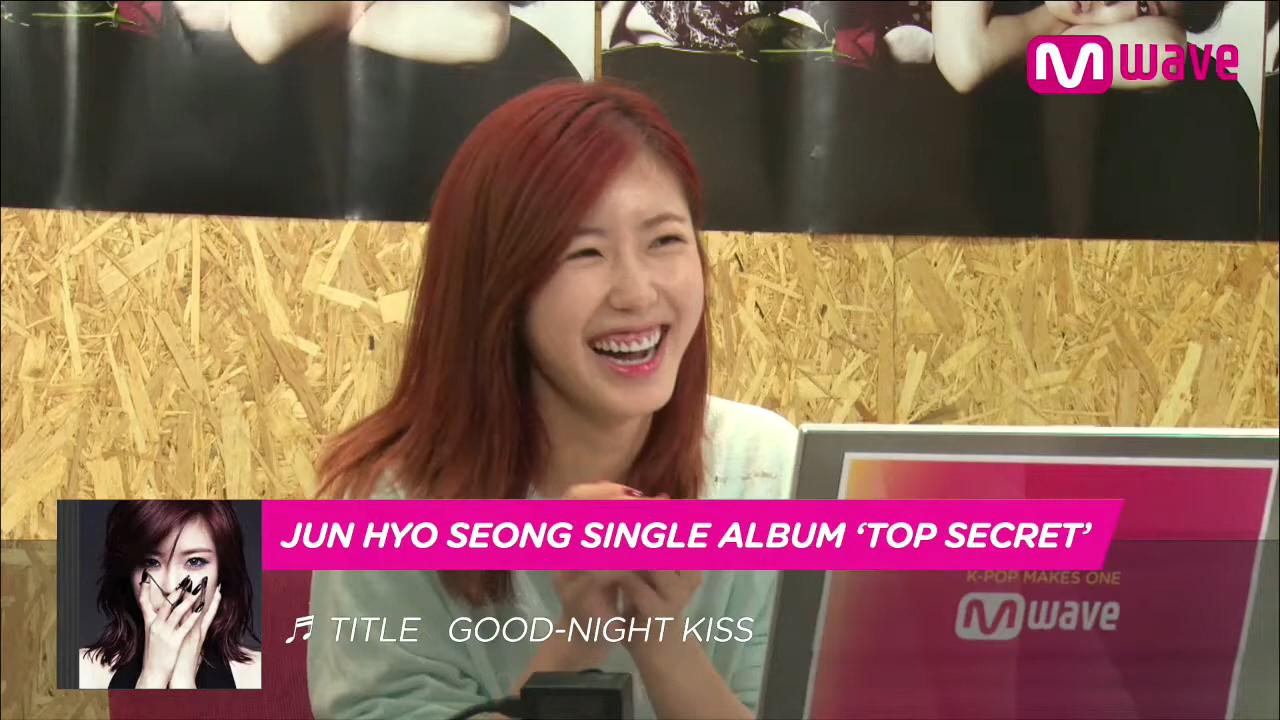 Mwave
JUN HYO SEONG SINGLE ALBUM ‘TOP SECRET’
K-POP MAKES ONE
Mwave
♬ TITLE GOOD-NIGHT KISS